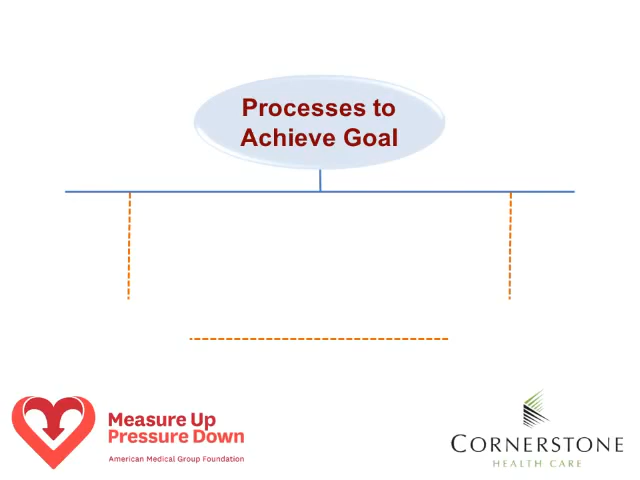 Processes to
Achieve Goal
Measure Up
Pressure Down
American Medical Group Foundation
CORNERSTONE
HEALTH CARE